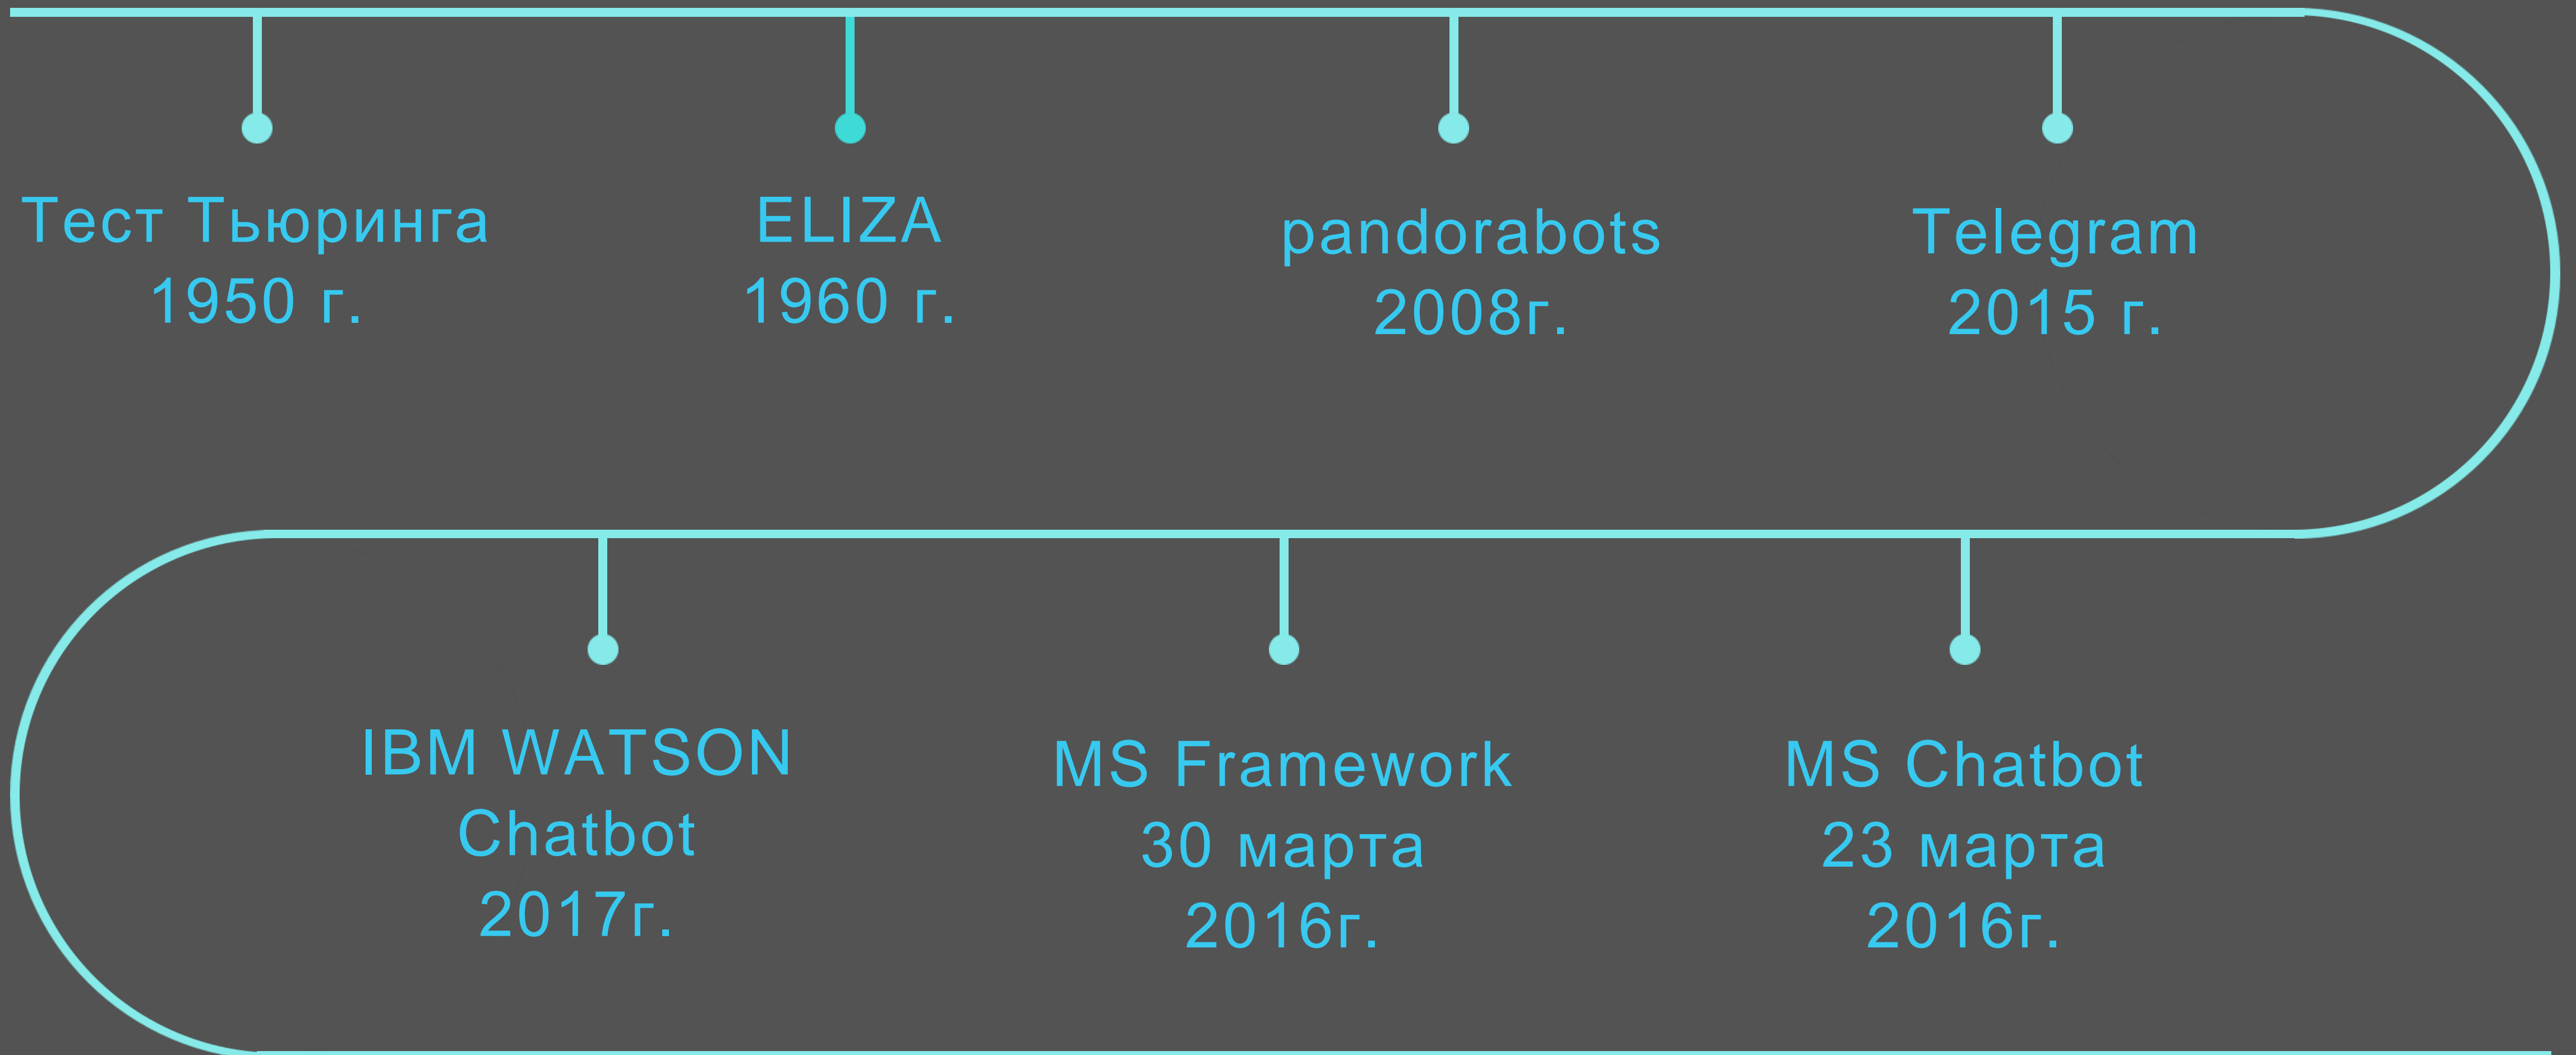 Тест Тьюринга
1950 г.
ELIZA
1960 г.
pandorabots
2008г.
Telegram
2015 г.
IBM WATSON
Chatbot
2017г.
MS Framework
30 марта
2016г.
MS Chatbot
23 марта
2016г.